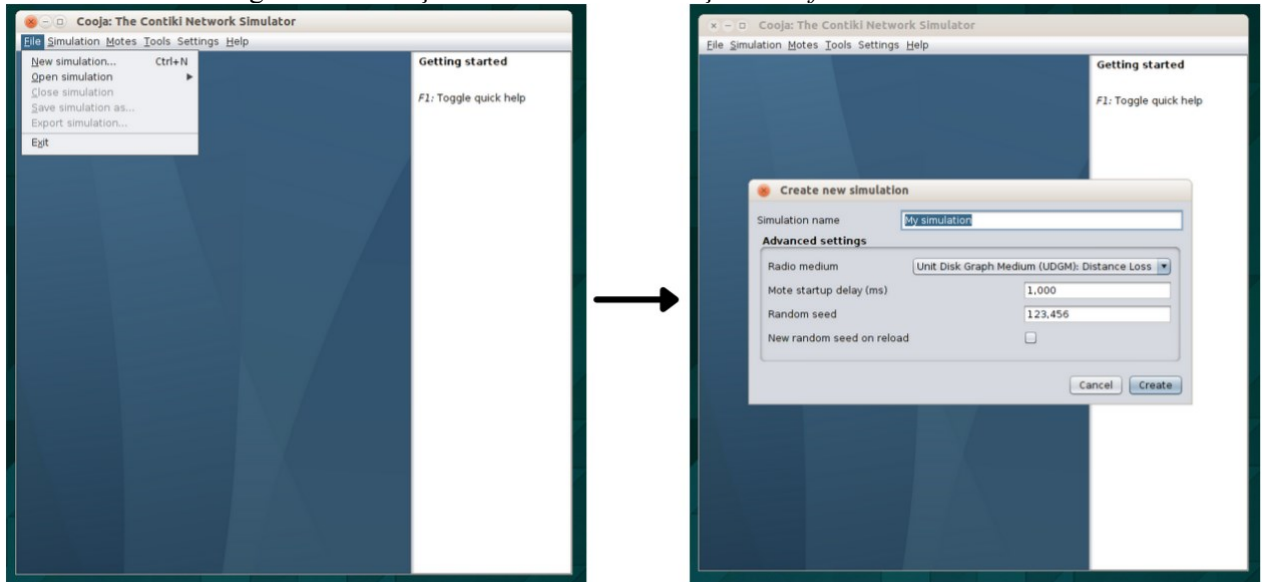 Cooja: The Contiki Network Simulator
File Simulation Motes Tools Settings Help
New simulation... Ctrl+N
Open simulation
Close simulation
Save simulation as...
Export simulation...
Exit
Getting started
F1: Toggle quick help
Cooja: The Contiki Network Simulator
File Simulation Motes Tools Settings Help
Getting started
F1: Toggle quick help
Create new simulation
Simulation name My simulation
Advanced settings
Radio medium Unit Disk Graph Medium (UDGM): Distance Loss
Mote startup delay (ms) 1,000
Random seed 123,456
New random seed on reload
Cancel Create